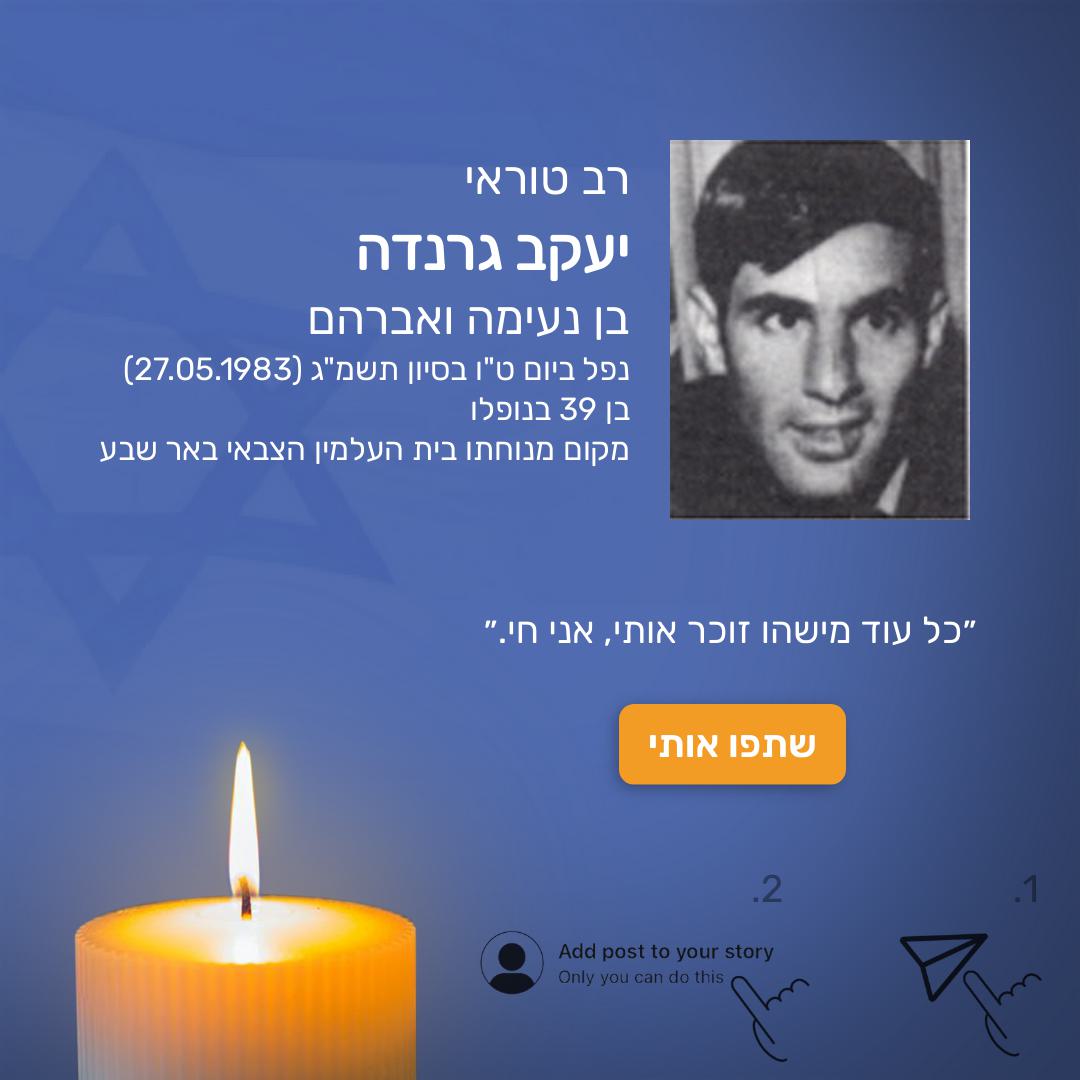 רב טוראי
יעקב גרנדה
בן נעימה ואברהם
נפל ביום ט"ו בסיון תשמ"ג (27.05.1983)
בן 39 בנופלו
מקום מנוחתו בית העלמין הצבאי באר שבע
״כל עוד מישהו זוכר אותי, אני חי.״
שתפו אותי
.1
.2
Add post to your story
Only you can do this